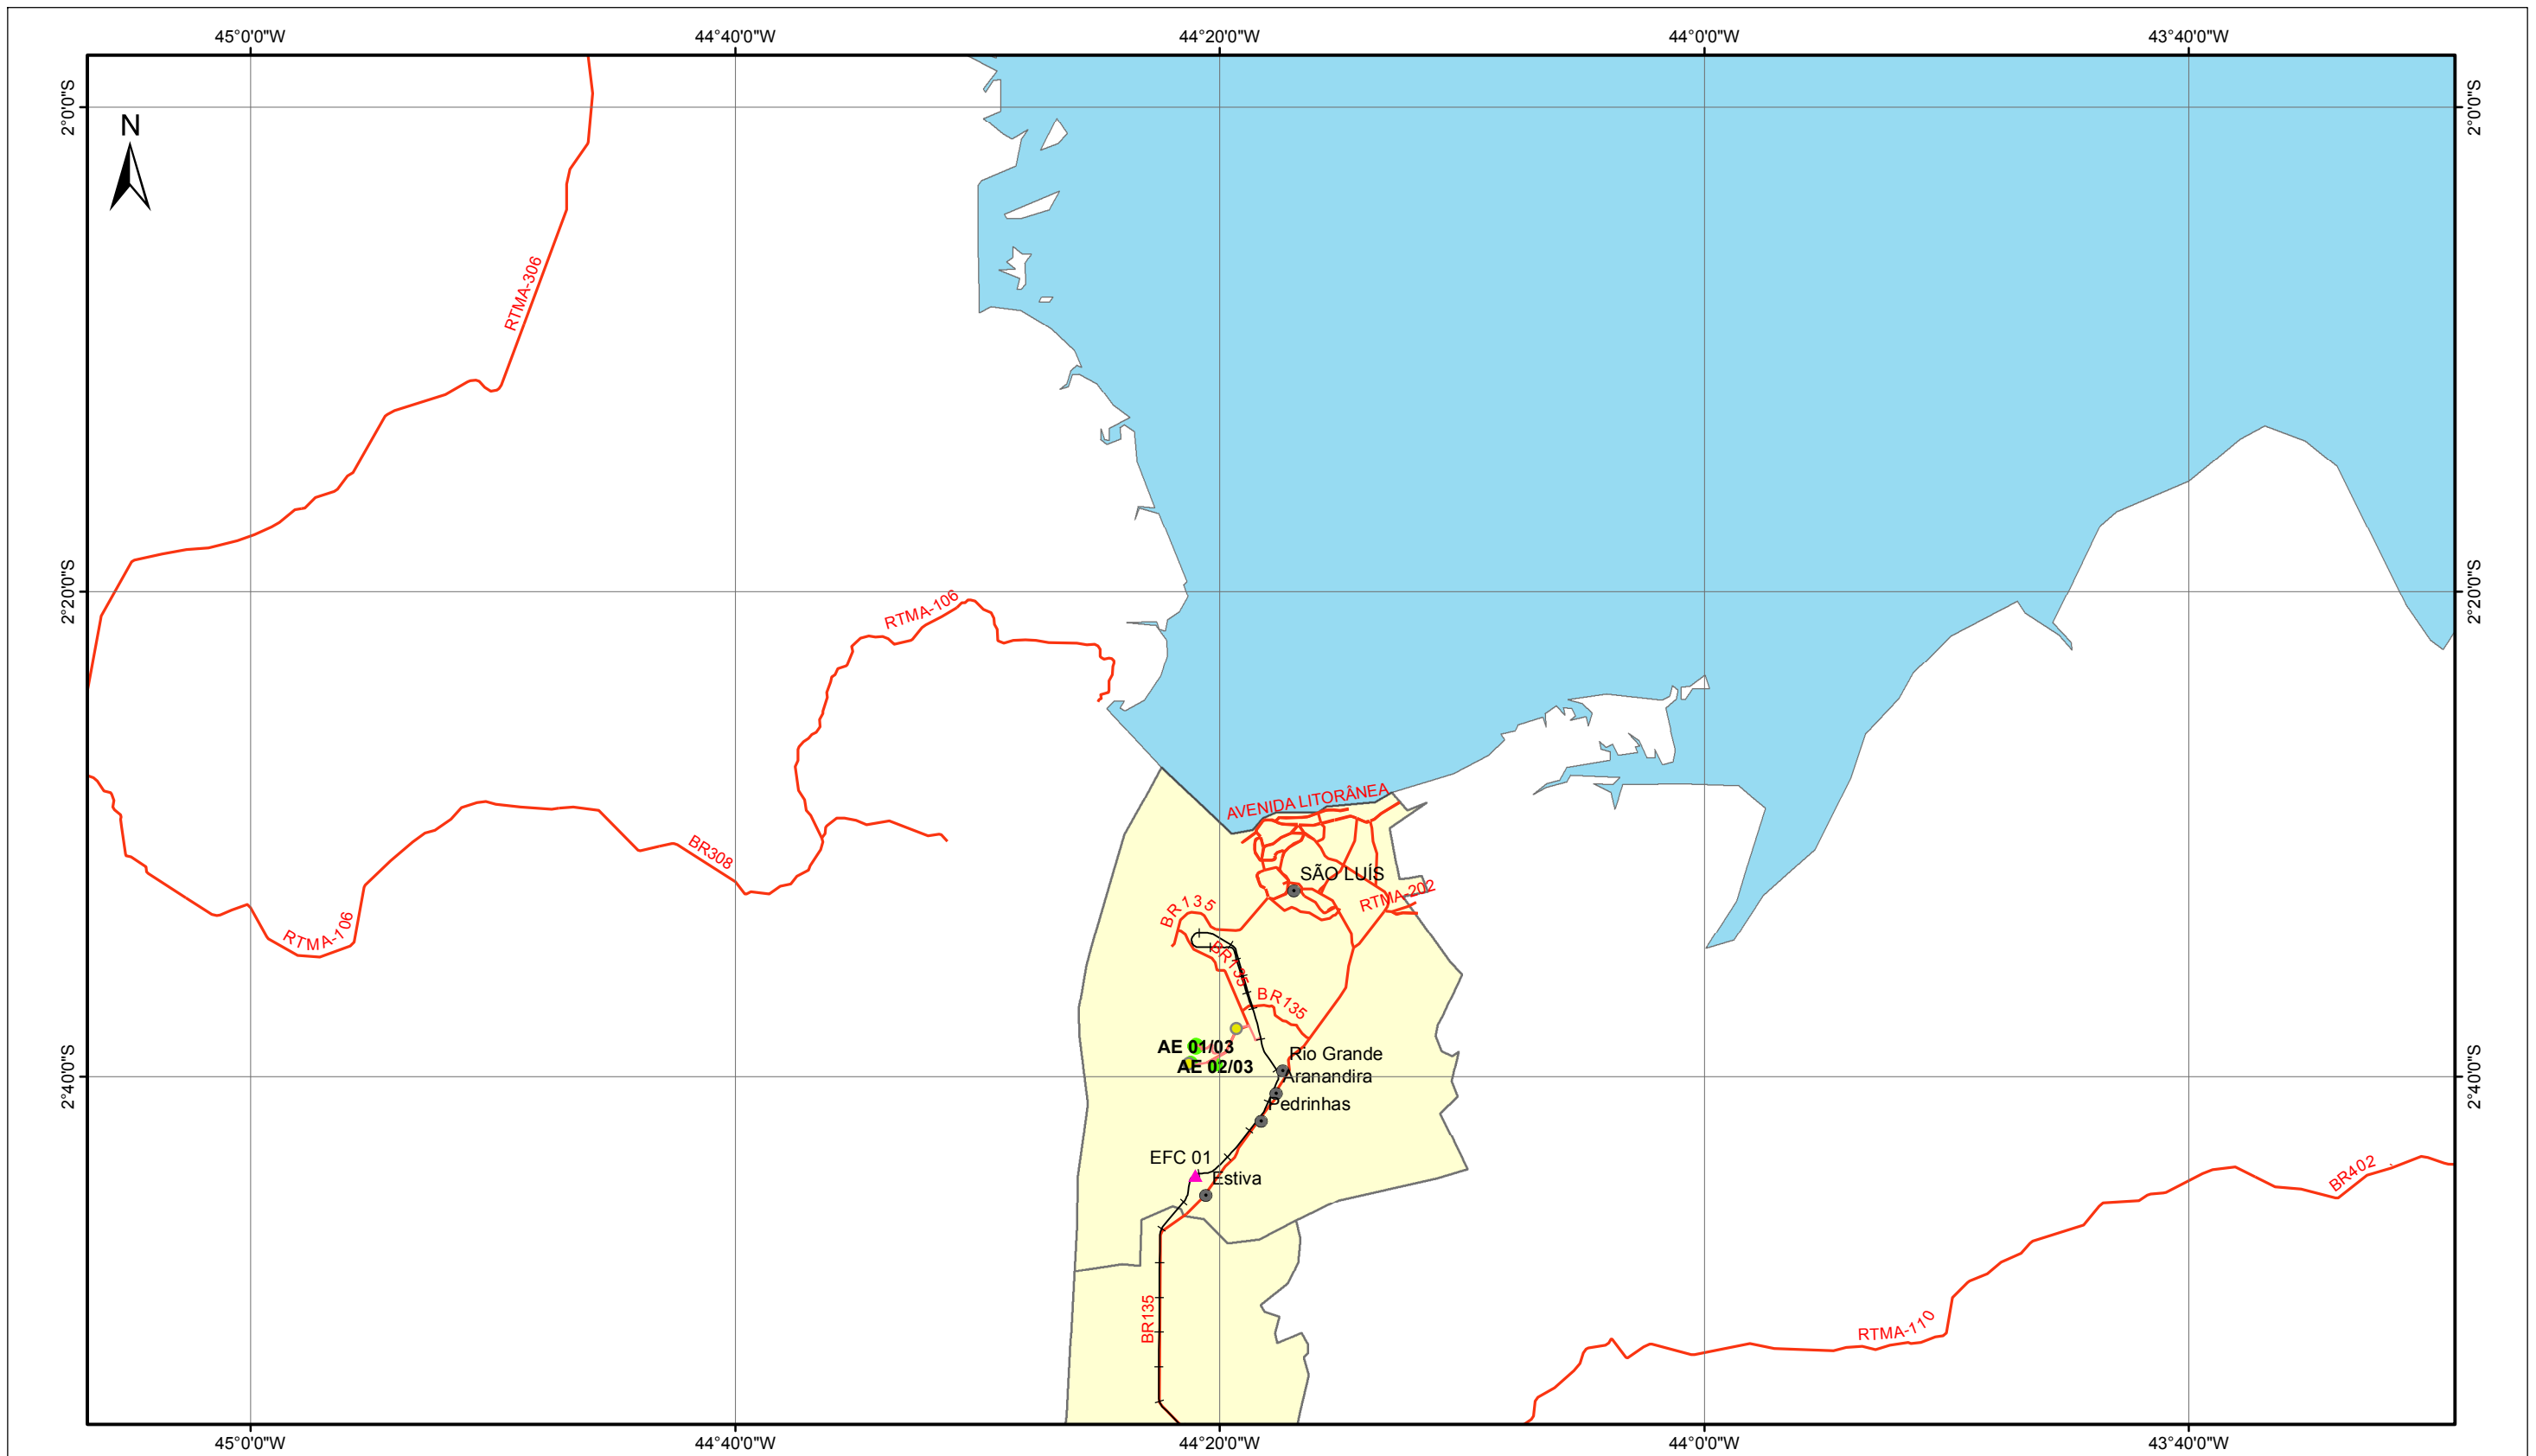 45°0'0"W
44°40'0"W
44°20'0"W
44°0'0"W
43°40'0"W
2°0'0"S
2°0'0"S
N
RTMA-306
2°20'0"S
2°20'0"S
RTMA-106
AVENIDA LITORÂNEA
BR308
SÃO LUÍS
RTMA-202
BR135
RTMA-106
BR135
BR135
AE 01/03
Rio Grande
AE 02/03
2°40'0"S
2°40'0"S
Aranandira
Pedrinhas
EFC 01
Estiva
BR402
BR135
RTMA-110
45°0'0"W
44°40'0"W
44°20'0"W
44°0'0"W
43°40'0"W